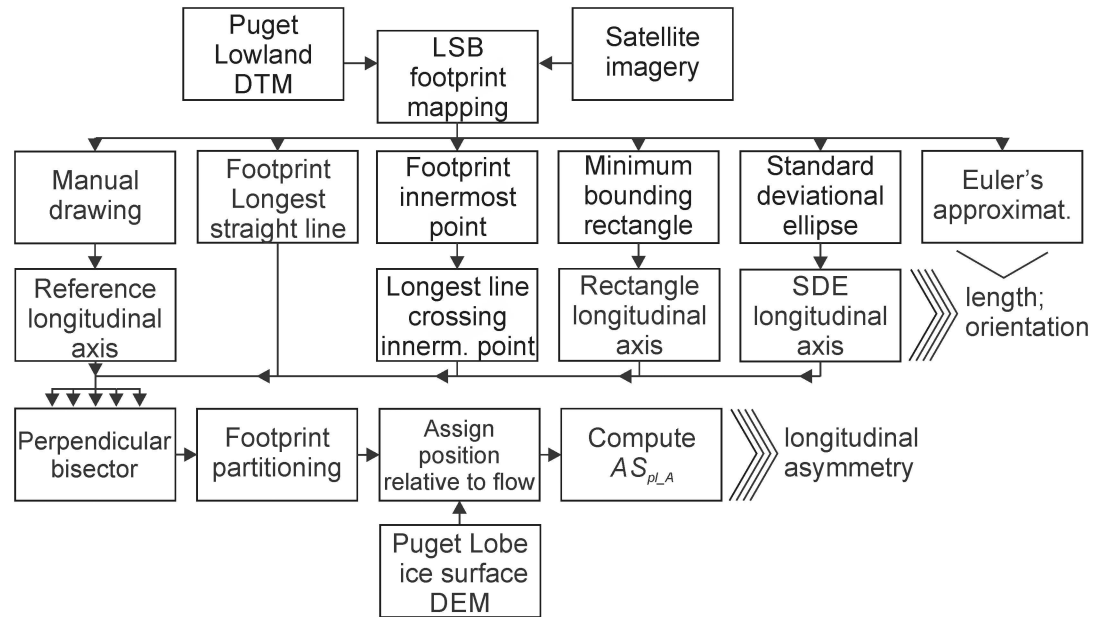 Puget
Lowland
DTM
LSB
footprint
mapping
Satellite
imagery
Manual
drawing
Footprint
Longest
straight line
Footprint
innermost
point
Minimum
bounding
rectangle
Standard
deviational
ellipse
Euler's
approximat.
Reference
longitudinal
axis
Longest line
crossing
innerm. point
Rectangle
longitudinal
axis
SDE
longitudinal
axis
length;
orientation
Perpendicular
bisector
Footprint
partitioning
Assign
position
relative to flow
Compute
ASpl_A
longitudinal
asymmetry
Puget Lobe
ice surface
DEM